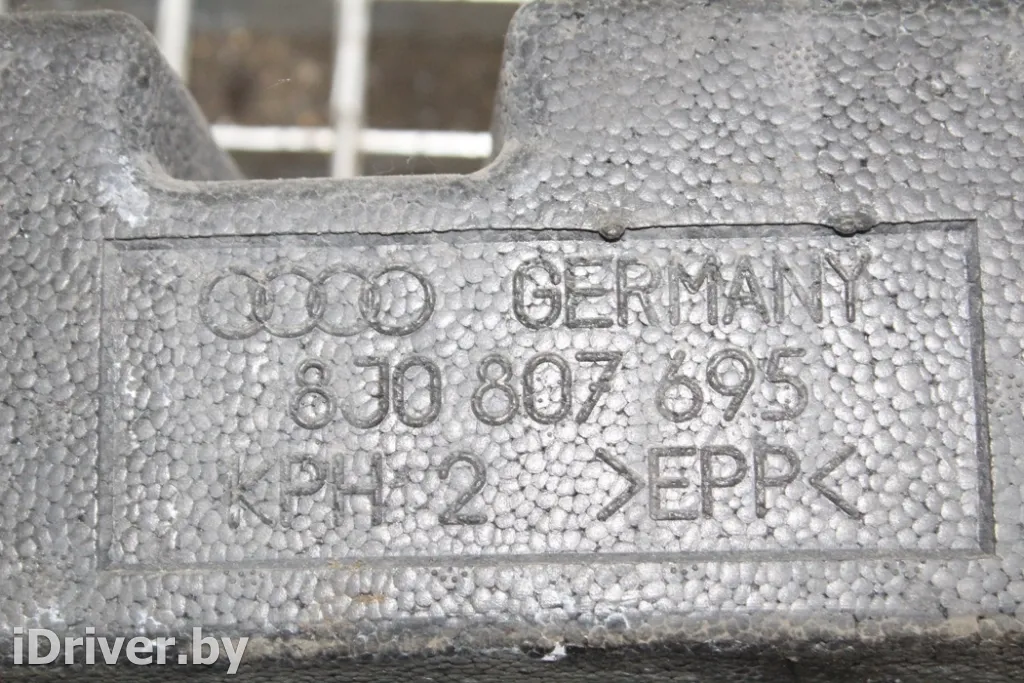 GERMANY
8J0 807 695
KPH 2 >EPP<
iDriver.by